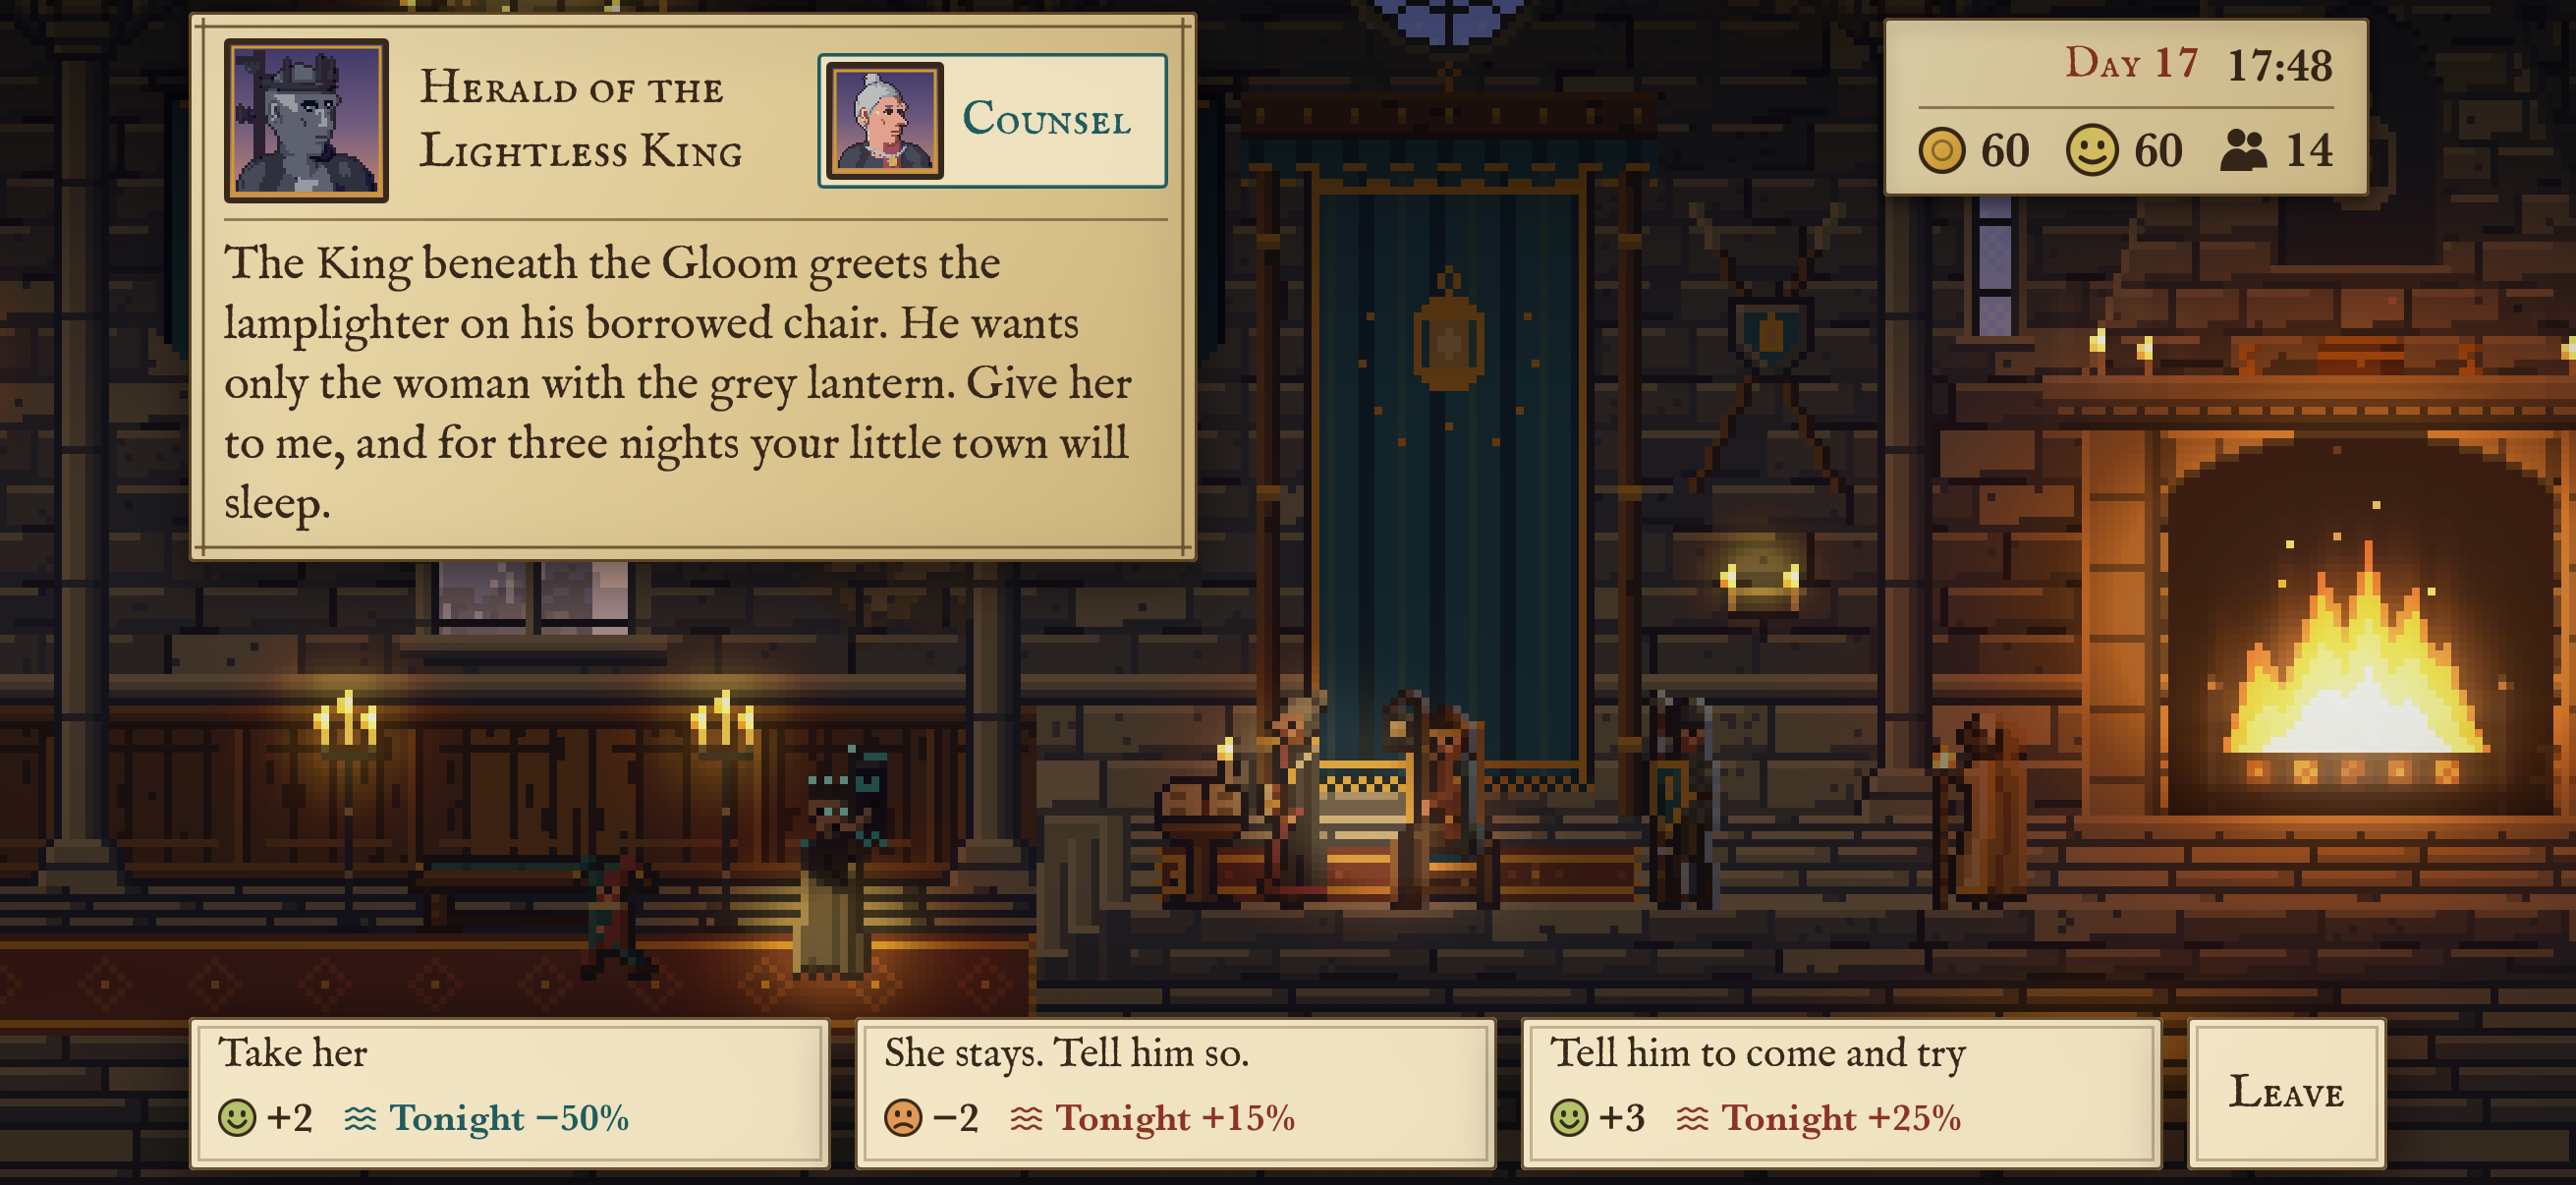 Herald of the
Lightless King
Counsel
The King beneath the Gloom greets the
lamplighter on his borrowed chair. He wants
only the woman with the grey lantern. Give her
to me, and for three nights your little town will
sleep.
Day 17 17:48
60 60 14
Take her
+2 Tonight −50%
She stays. Tell him so.
−2 Tonight +15%
Tell him to come and try
+3 Tonight +25%
Leave